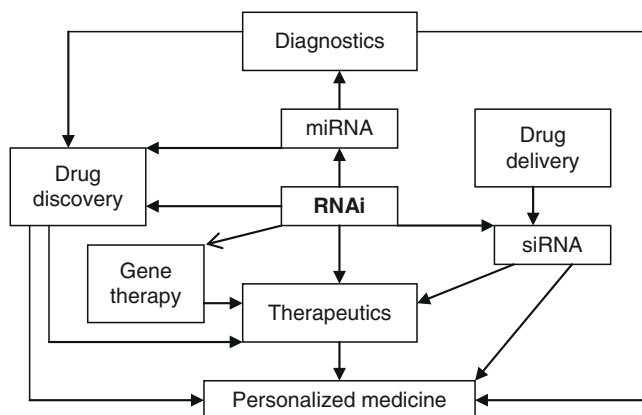 Diagnostics
miRNA
Drug
delivery
Drug
discovery
RNAi
siRNA
Gene
therapy
Therapeutics
Personalized medicine